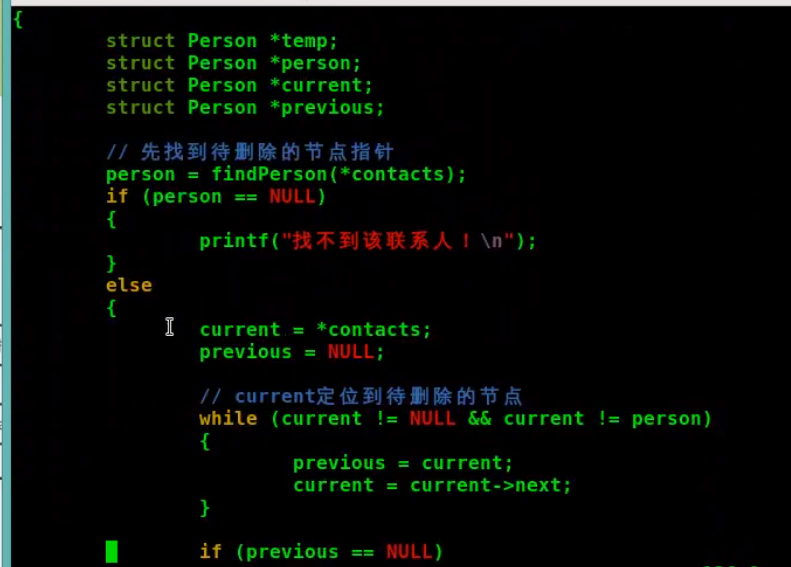 {
struct Person *temp;
struct Person *person;
struct Person *current;
struct Person *previous;
// 先找到待删除的节点指针
person = findPerson(*contacts);
if (person == NULL)
{
printf("找不到该联系人！\n");
}
else
{
current = *contacts;
previous = NULL;
// current定位到待删除的节点
while (current != NULL && current != person)
{
previous = current;
current = current->next;
}
if (previous == NULL)